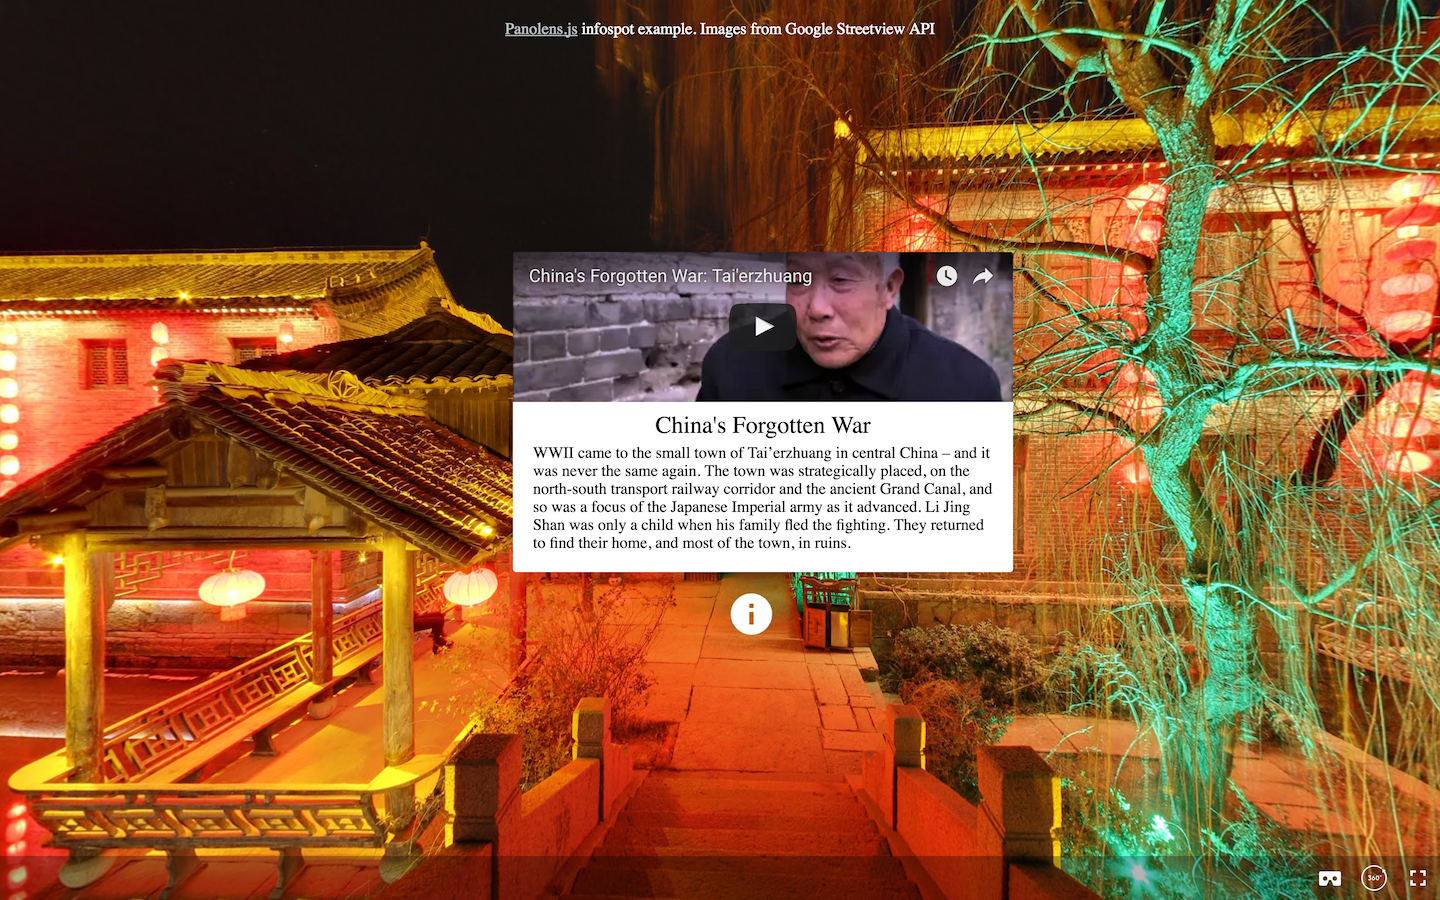 Panolens.js infospot example. Images from Google Streetview API
China's Forgotten War: Tai'erzhuang
China's Forgotten War
WWII came to the small town of Tai’erzhuang in central China – and it
was never the same again. The town was strategically placed, on the
north-south transport railway corridor and the ancient Grand Canal, and
so was a focus of the Japanese Imperial army as it advanced. Li Jing
Shan was only a child when his family fled the fighting. They returned
to find their home, and most of the town, in ruins.
360°